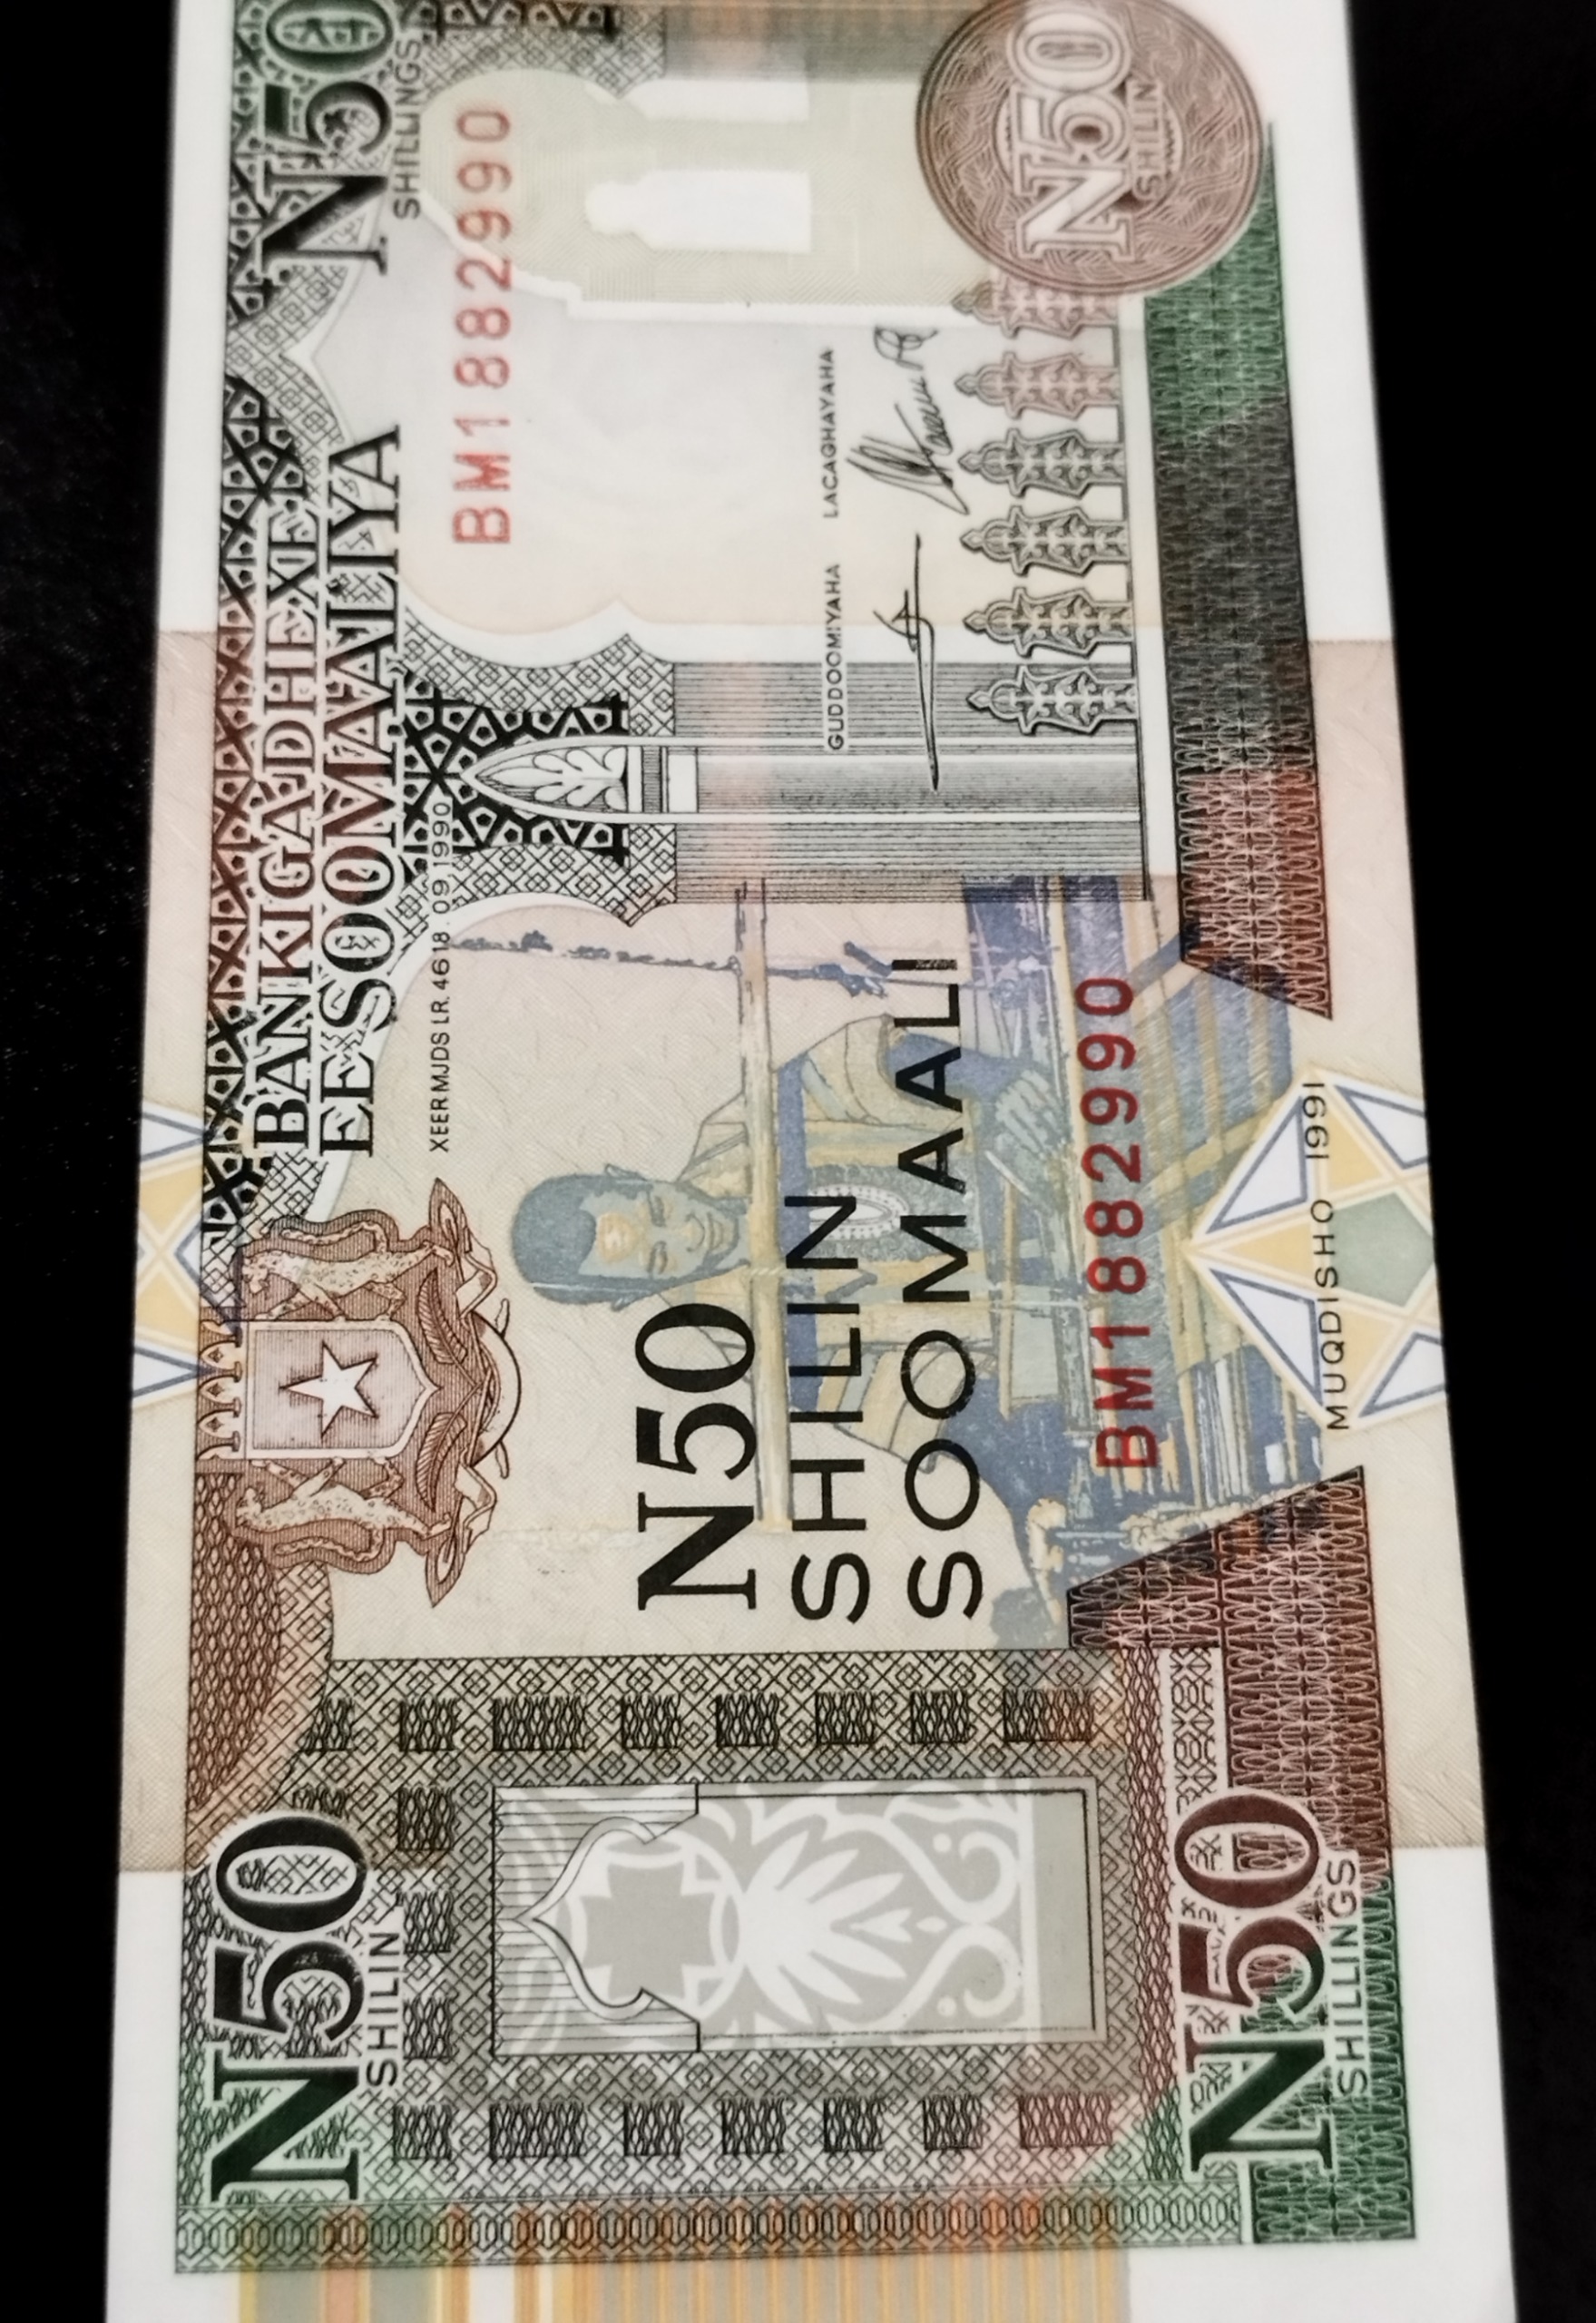 N50
SHILIN
BANKIGA DHEXE
EE SOOMAALIYA
XEER MJDS LR. 4618 09 1990
N50
SHILLINGS
BM1882990
N50
SHILIN
SOOMAALI
GUDDOOMIYAHA
LACAGHAYAHA
BM1882990
N50
SHILIN
N50
SHILLINGS
MUQDISHO 1991